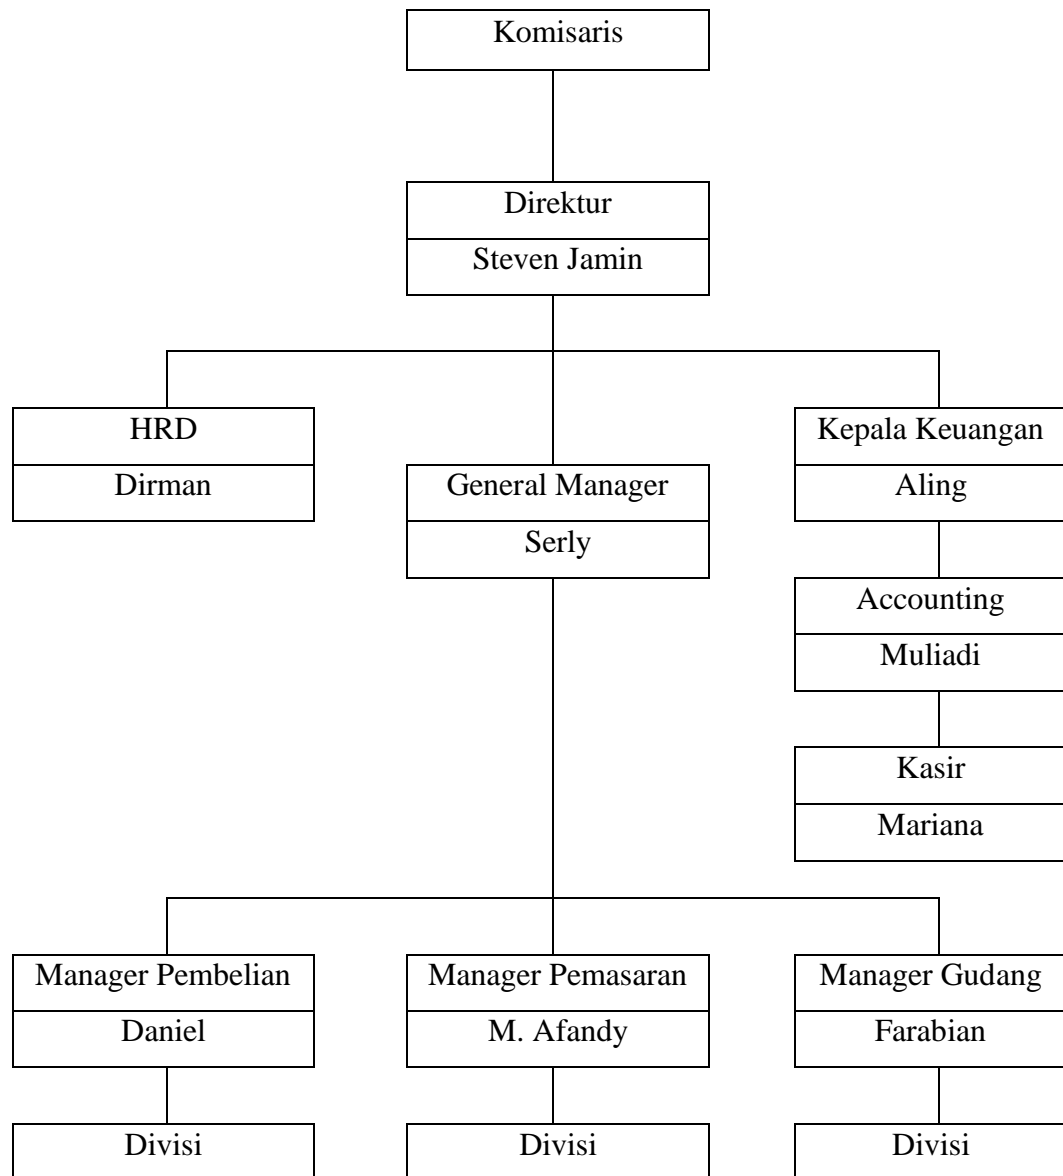 Komisaris
Direktur
Steven Jamin
HRD
Dirman
General Manager
Serly
Kepala Keuangan
Aling
Accounting
Muliadi
Kasir
Mariana
Manager Pembelian
Daniel
Manager Pemasaran
M. Afandy
Manager Gudang
Farabian
Divisi
Divisi
Divisi